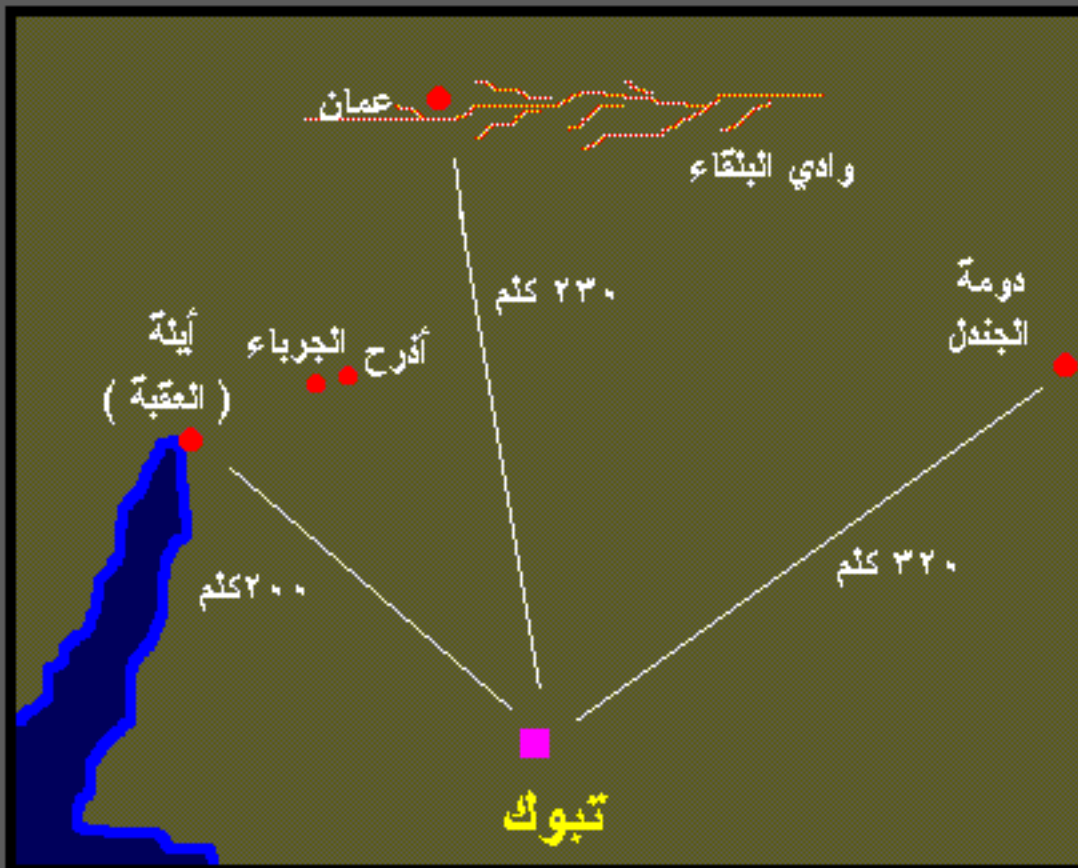 عمان
وادي البلقاء
٢٣٠ كلم
دومة
الجندل
أيلة
( العقبة )
الجرباء
أذرح
٢٠٠كلم
٣٢٠ كلم
تبوك